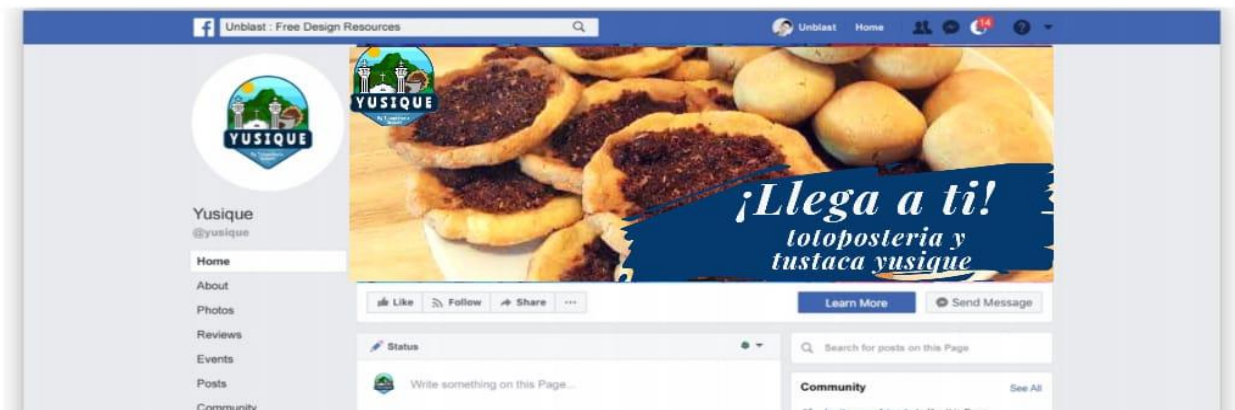 Unblast : Free Design Resources
Unblast Home 14
YUSIQUE
YUSIQUE
¡Llega a ti!
totoposteria y
tustaca yusique
Yusique
@yusique
Home
About
Photos
Reviews
Events
Posts
Community
Like Follow Share
Learn More Send Message
Status
Write something on this Page...
YUSIQUE
Search for posts on this Page
Community See All